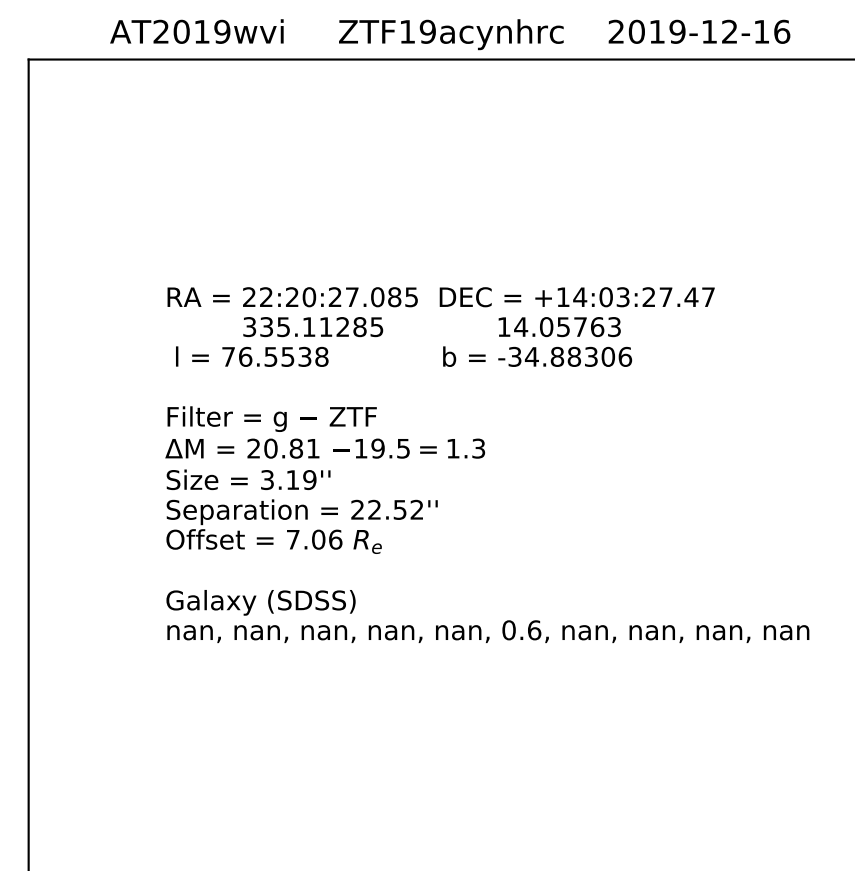 AT2019wvi ZTF19acynhrc 2019-12-16
RA = 22:20:27.085 DEC = +14:03:27.47
335.11285 14.05763
l = 76.5538 b = -34.88306
Filter = g − ZTF
ΔM = 20.81 −19.5 = 1.3
Size = 3.19''
Separation = 22.52''
Offset = 7.06 Rₑ
Galaxy (SDSS)
nan, nan, nan, nan, nan, 0.6, nan, nan, nan, nan